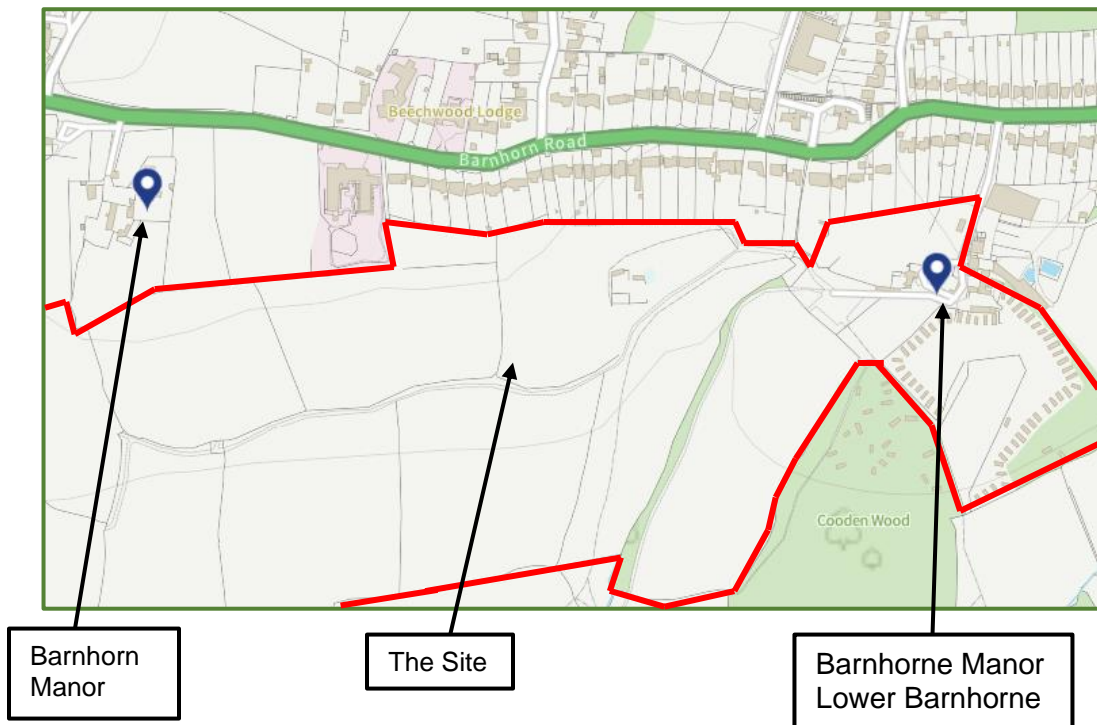 Beechwood Lodge
Barnhorn Road
Cooden Wood
Barnhorn
Manor
The Site
Barnhorne Manor
Lower Barnhorne